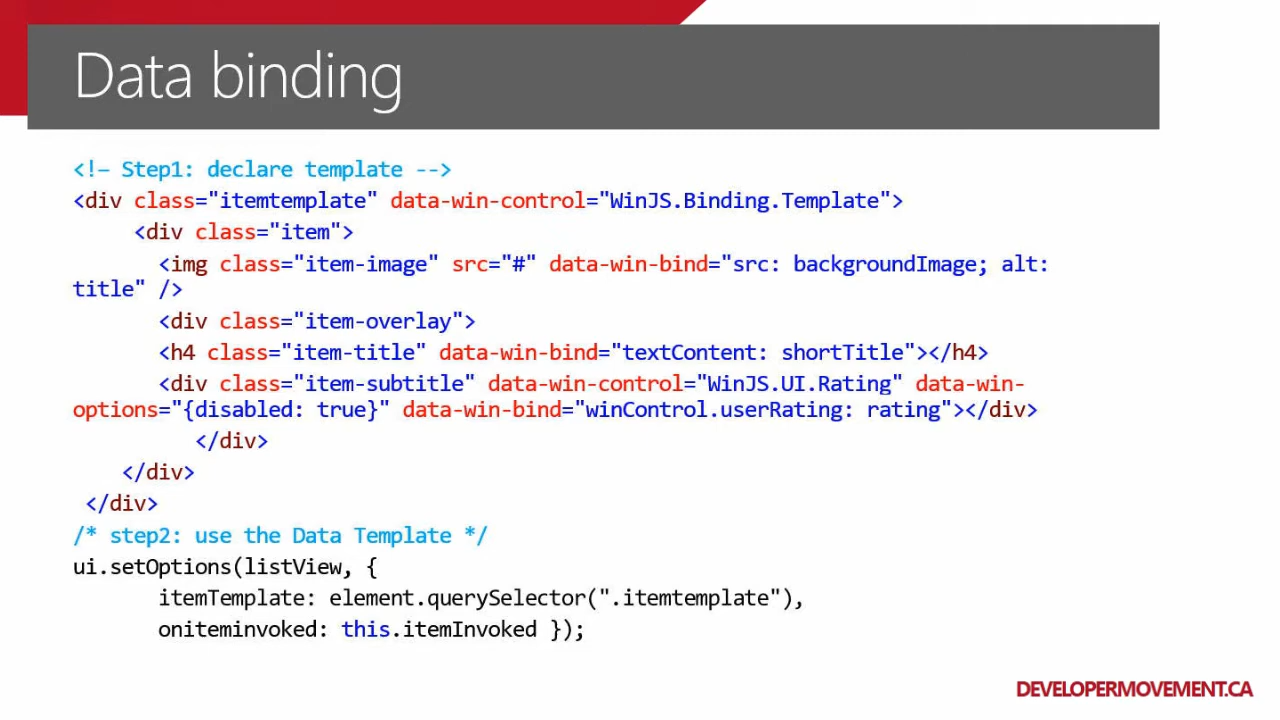 Data binding
<!– Step1: declare template -->
<div class="itemtemplate" data-win-control="WinJS.Binding.Template">
<div class="item">
<img class="item-image" src="#" data-win-bind="src: backgroundImage; alt:
title" />
<div class="item-overlay">
<h4 class="item-title" data-win-bind="textContent: shortTitle"></h4>
<div class="item-subtitle" data-win-control="WinJS.UI.Rating" data-win-
options="{disabled: true}" data-win-bind="winControl.userRating: rating"></div>
</div>
</div>
</div>
/* step2: use the Data Template */
ui.setOptions(listView, {
itemTemplate: element.querySelector(".itemtemplate"),
oniteminvoked: this.itemInvoked });
DEVELOPERMOVEMENT.CA